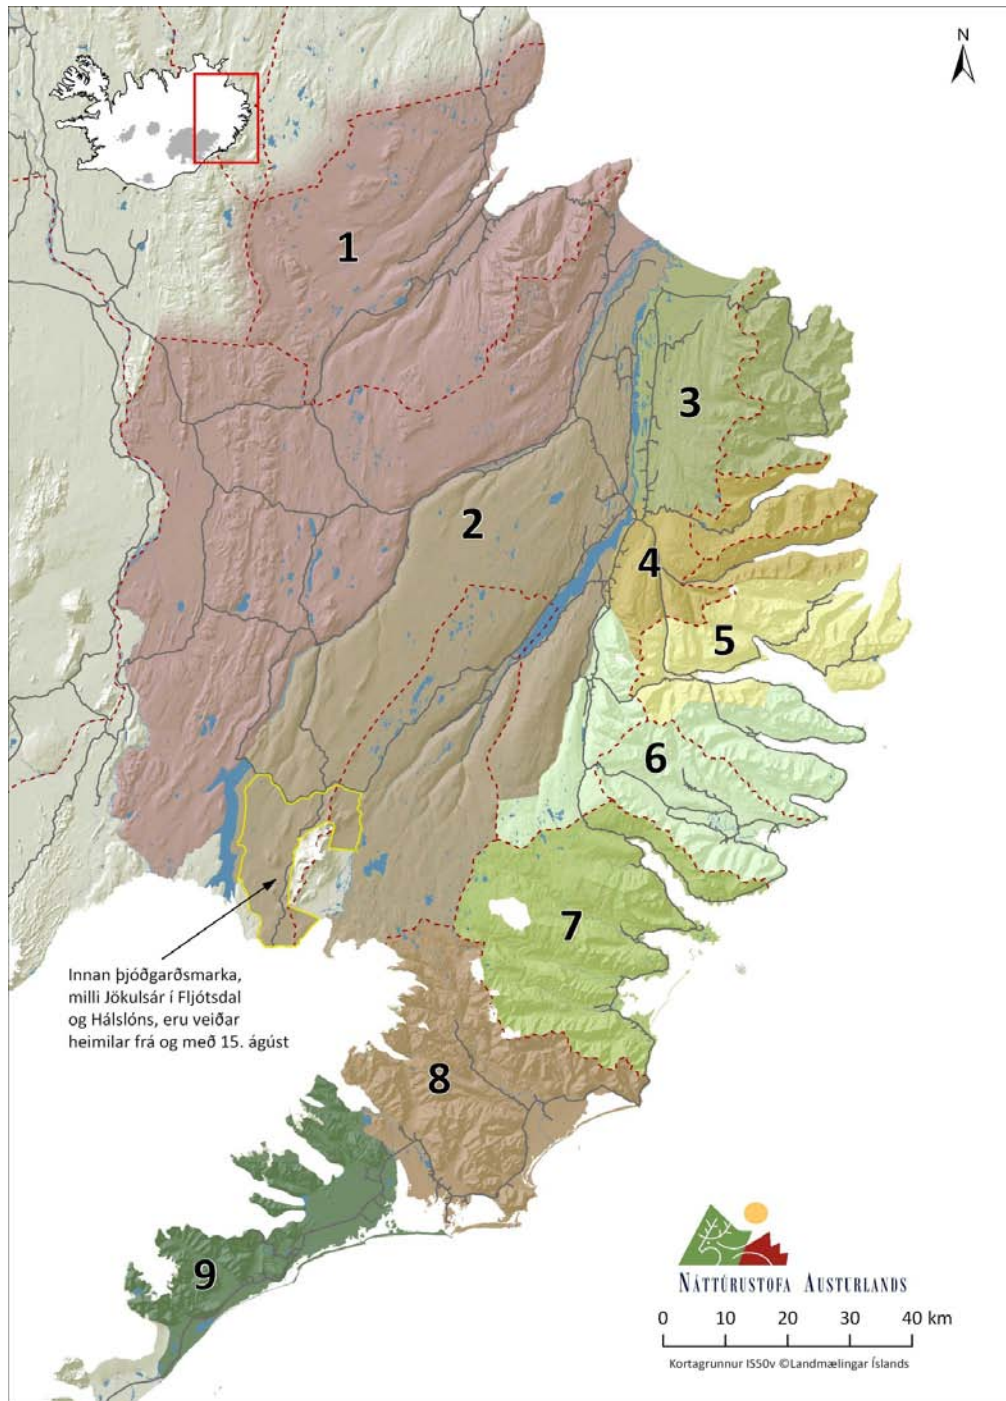 N
1
2
3
4
5
6
7
8
9
Innan þjóðgarðsmarka,
milli Jökulsár í Fljótsdal
og Hálslóns, eru veiðar
heimilar frá og með 15. ágúst
NÁTTÚRUSTOFA AUSTURLANDS
0 10 20 30 40 km
Kortagrunnur IS50v ©Landmælingar Íslands